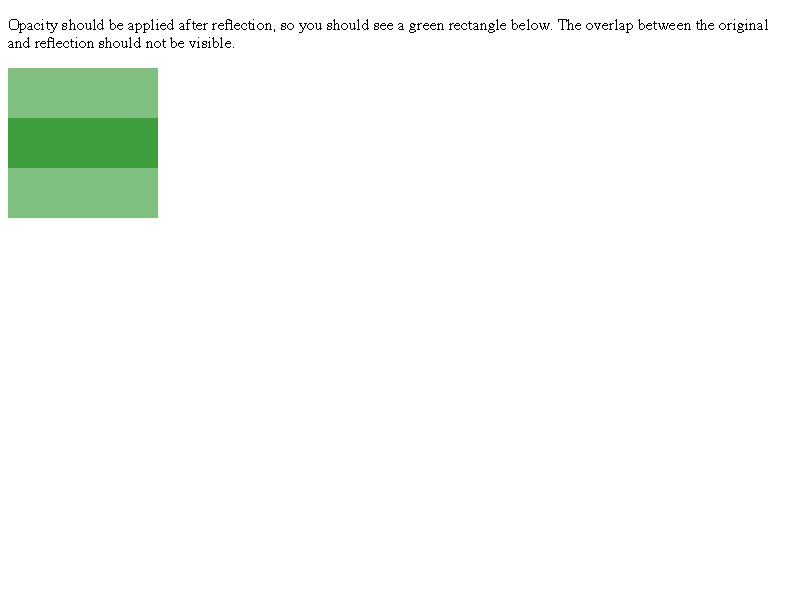 Opacity should be applied after reflection, so you should see a green rectangle below. The overlap between the original
and reflection should not be visible.